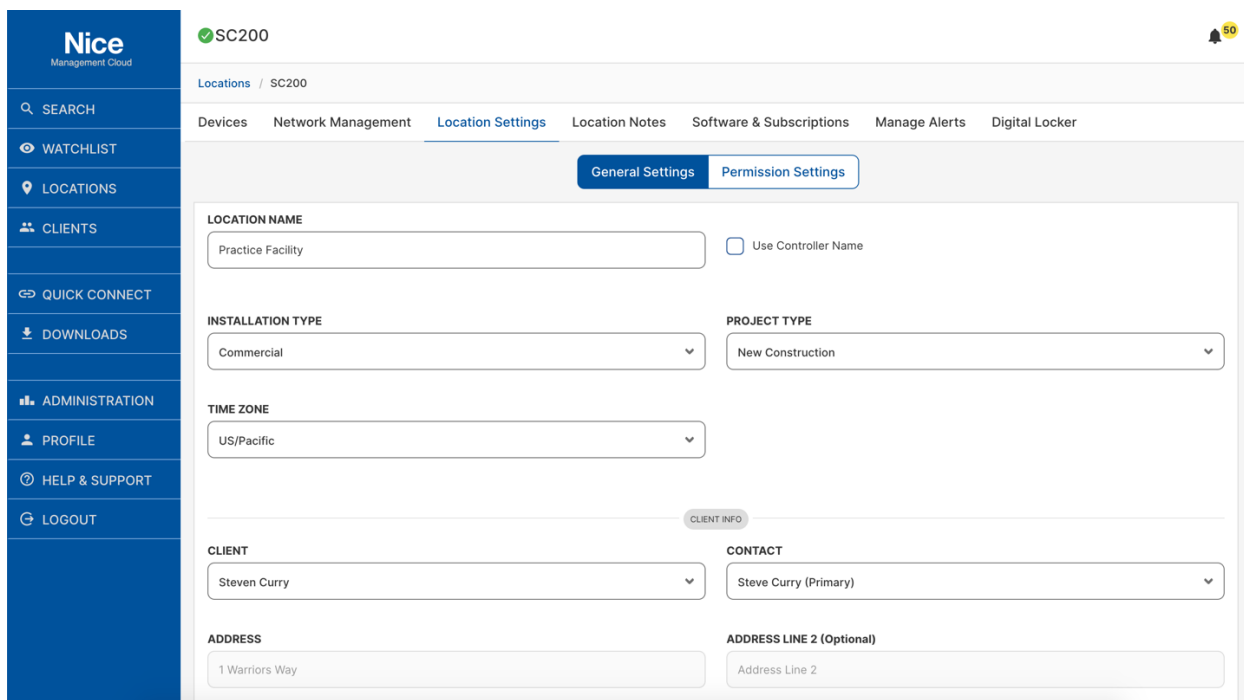 Nice
Management Cloud
SEARCH
WATCHLIST
LOCATIONS
CLIENTS
QUICK CONNECT
DOWNLOADS
ADMINISTRATION
PROFILE
HELP & SUPPORT
LOGOUT
SC200
50
Locations / SC200
Devices Network Management Location Settings Location Notes Software & Subscriptions Manage Alerts Digital Locker
General Settings Permission Settings
LOCATION NAME
Practice Facility Use Controller Name
INSTALLATION TYPE PROJECT TYPE
Commercial New Construction
TIME ZONE
US/Pacific
CLIENT INFO
CLIENT CONTACT
Steven Curry Steve Curry (Primary)
ADDRESS ADDRESS LINE 2 (Optional)
1 Warriors Way Address Line 2